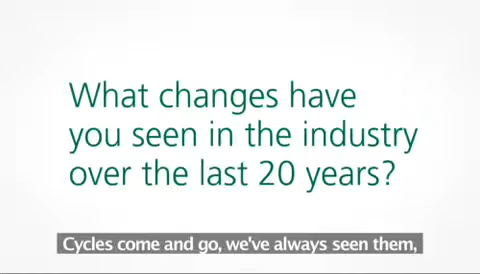 What changes have
you seen in the industry
over the last 20 years?
Cycles come and go, we've always seen them,